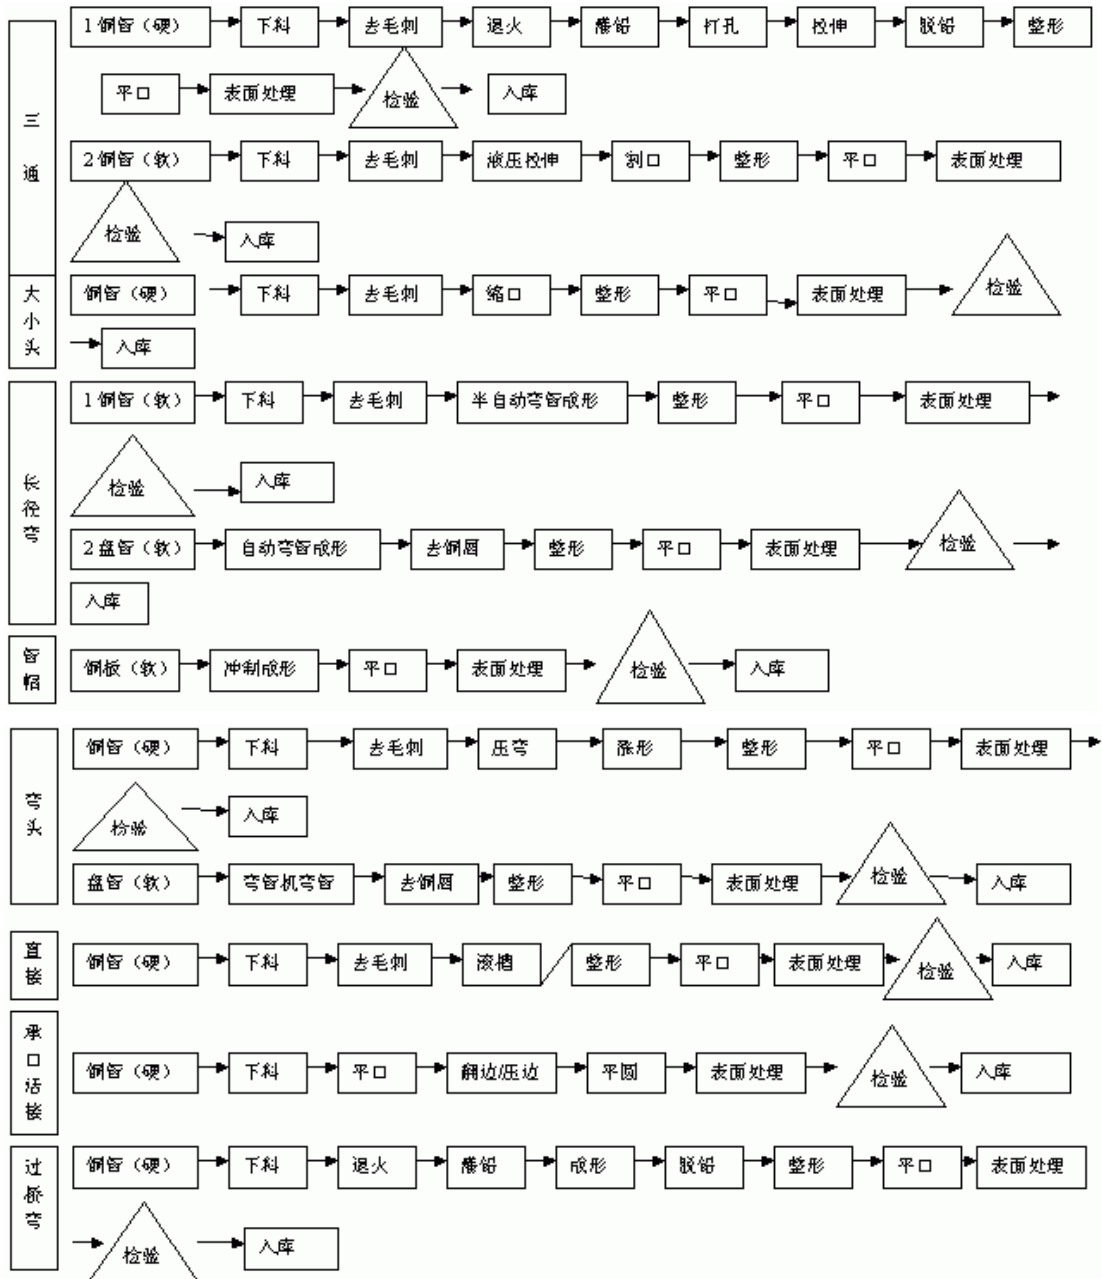 三通
1铜管（硬） 下料 去毛刺 退火 灌铅 打孔 拉伸 脱铅 整形
平口 表面处理 检验 入库
2铜管（软） 下料 去毛刺 液压拉伸 割口 整形 平口 表面处理
检验 入库
大小头
铜管（硬） 下料 去毛刺 缩口 整形 平口 表面处理 检验
入库
长径弯
1铜管（软） 下料 去毛刺 半自动弯管成形 整形 平口 表面处理
检验 入库
2盘管（软） 自动弯管成形 去铜屑 整形 平口 表面处理 检验
入库
管帽
铜板（软） 冲制成形 平口 表面处理 检验 入库
弯头
铜管（硬） 下料 去毛刺 压弯 涨形 整形 平口 表面处理
检验 入库
盘管（软） 弯管机弯管 去铜屑 整形 平口 表面处理 检验 入库
直接
铜管（硬） 下料 去毛刺 滚槽 整形 平口 表面处理 检验 入库
承口活接
铜管（硬） 下料 平口 翻边/压边 平圆 表面处理 检验 入库
过桥弯
铜管（硬） 下料 退火 灌铅 成形 脱铅 整形 平口 表面处理
检验 入库